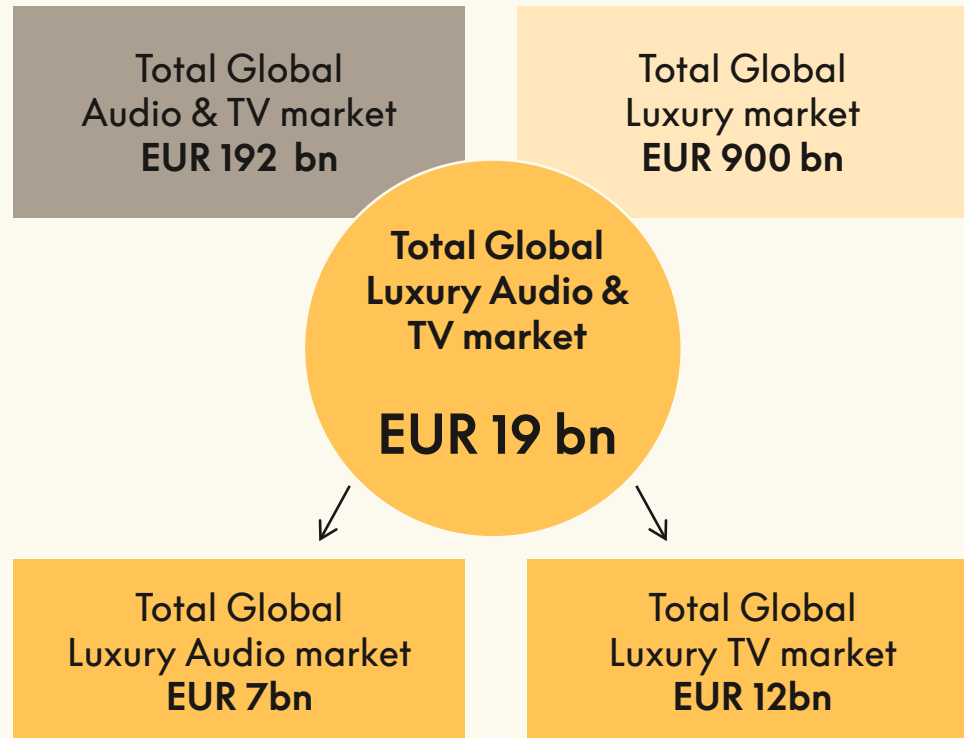 Total Global
Audio & TV market
EUR 192 bn
Total Global
Luxury market
EUR 900 bn
Total Global
Luxury Audio &
TV market
EUR 19 bn
Total Global
Luxury Audio market
EUR 7bn
Total Global
Luxury TV market
EUR 12bn